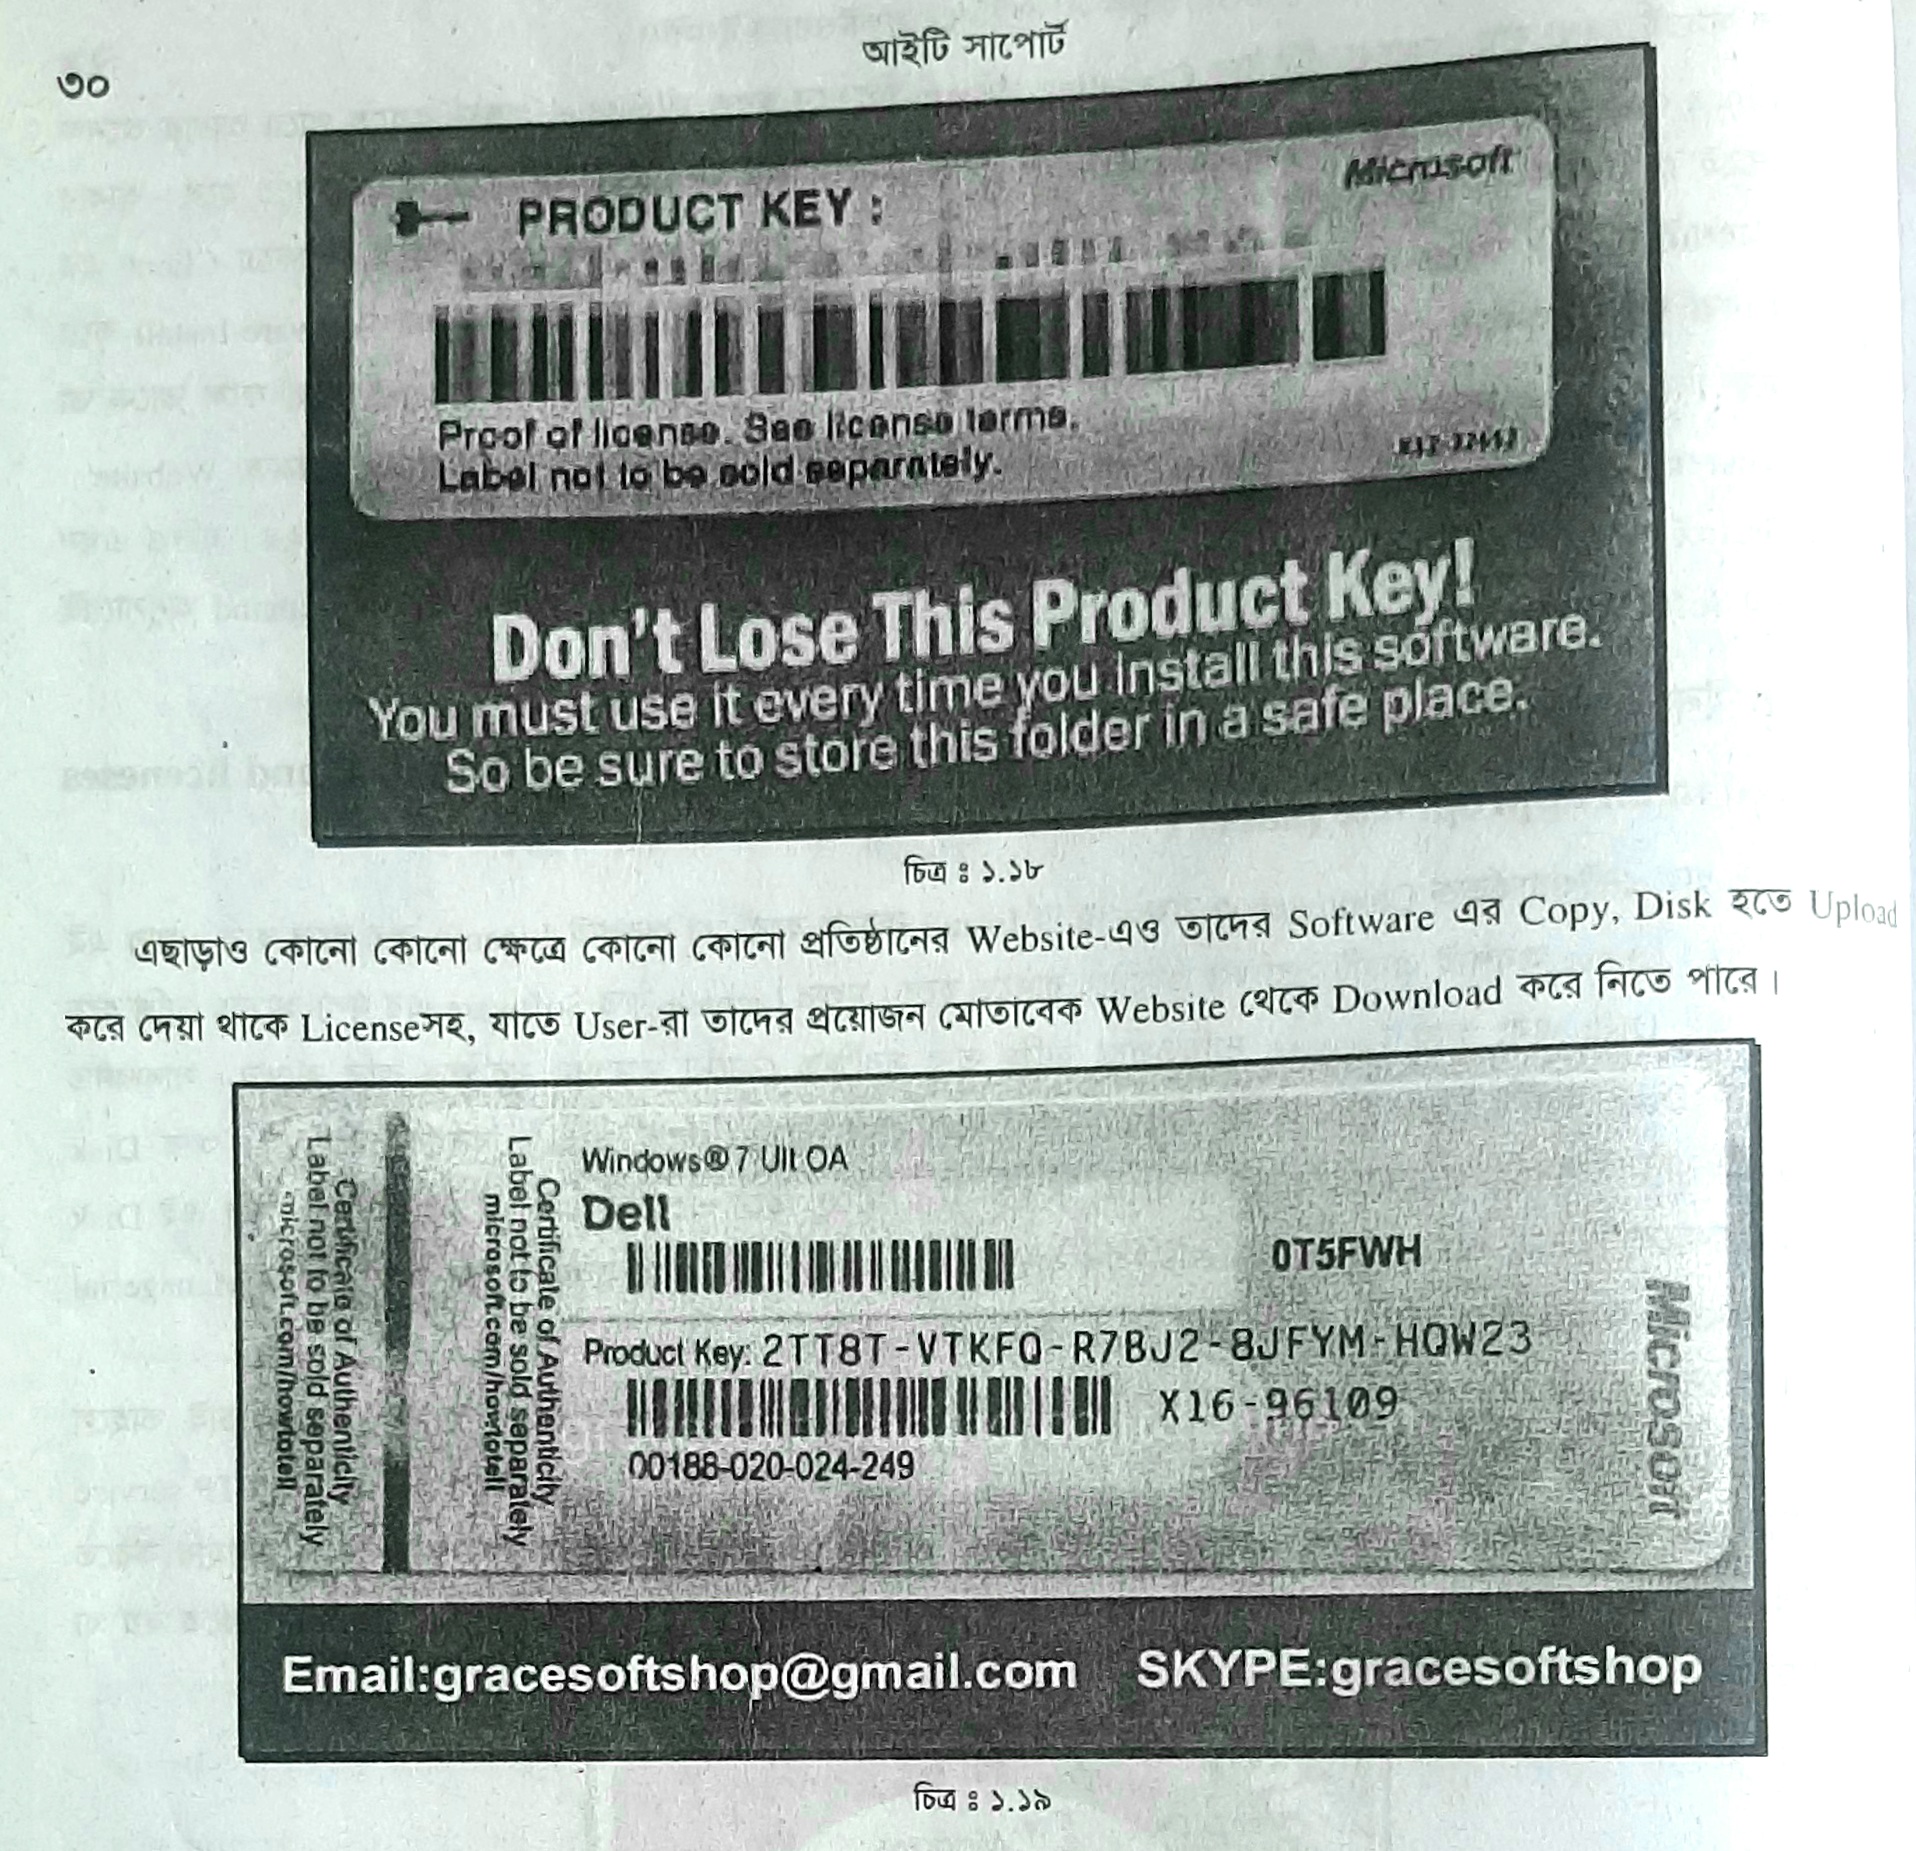 ৩০
আইটি সাপোর্ট
Microsoft
PRODUCT KEY :
Proof of license. See license terms.
Label not to be sold separately.
Don't Lose This Product Key!
You must use it every time you install this software.
So be sure to store this folder in a safe place.
চিত্র ঃ ১.১৮
এছাড়াও কোনো কোনো ক্ষেত্রে কোনো কোনো প্রতিষ্ঠানের Website-এও তাদের Software এর Copy, Disk হতে Upload
করে দেয়া থাকে Licenseসহ, যাতে User-রা তাদের প্রয়োজন মোতাবেক Website থেকে Download করে নিতে পারে।
Certificate of Authenticity
Label not to be sold separately
microsoft.com/howtotell
Certificate of Authenticity
Label not to be sold separately
microsoft.com/howtotell
Windows® 7 Ult OA
Dell
0T5FWH
Product Key: 2TT8T-VTKFQ-R7BJ2-8JFYM-HQW23
X16-96109
00188-020-024-249
Microsoft
Email:gracesoftshop@gmail.com SKYPE:gracesoftshop
চিত্র ঃ ১.১৯